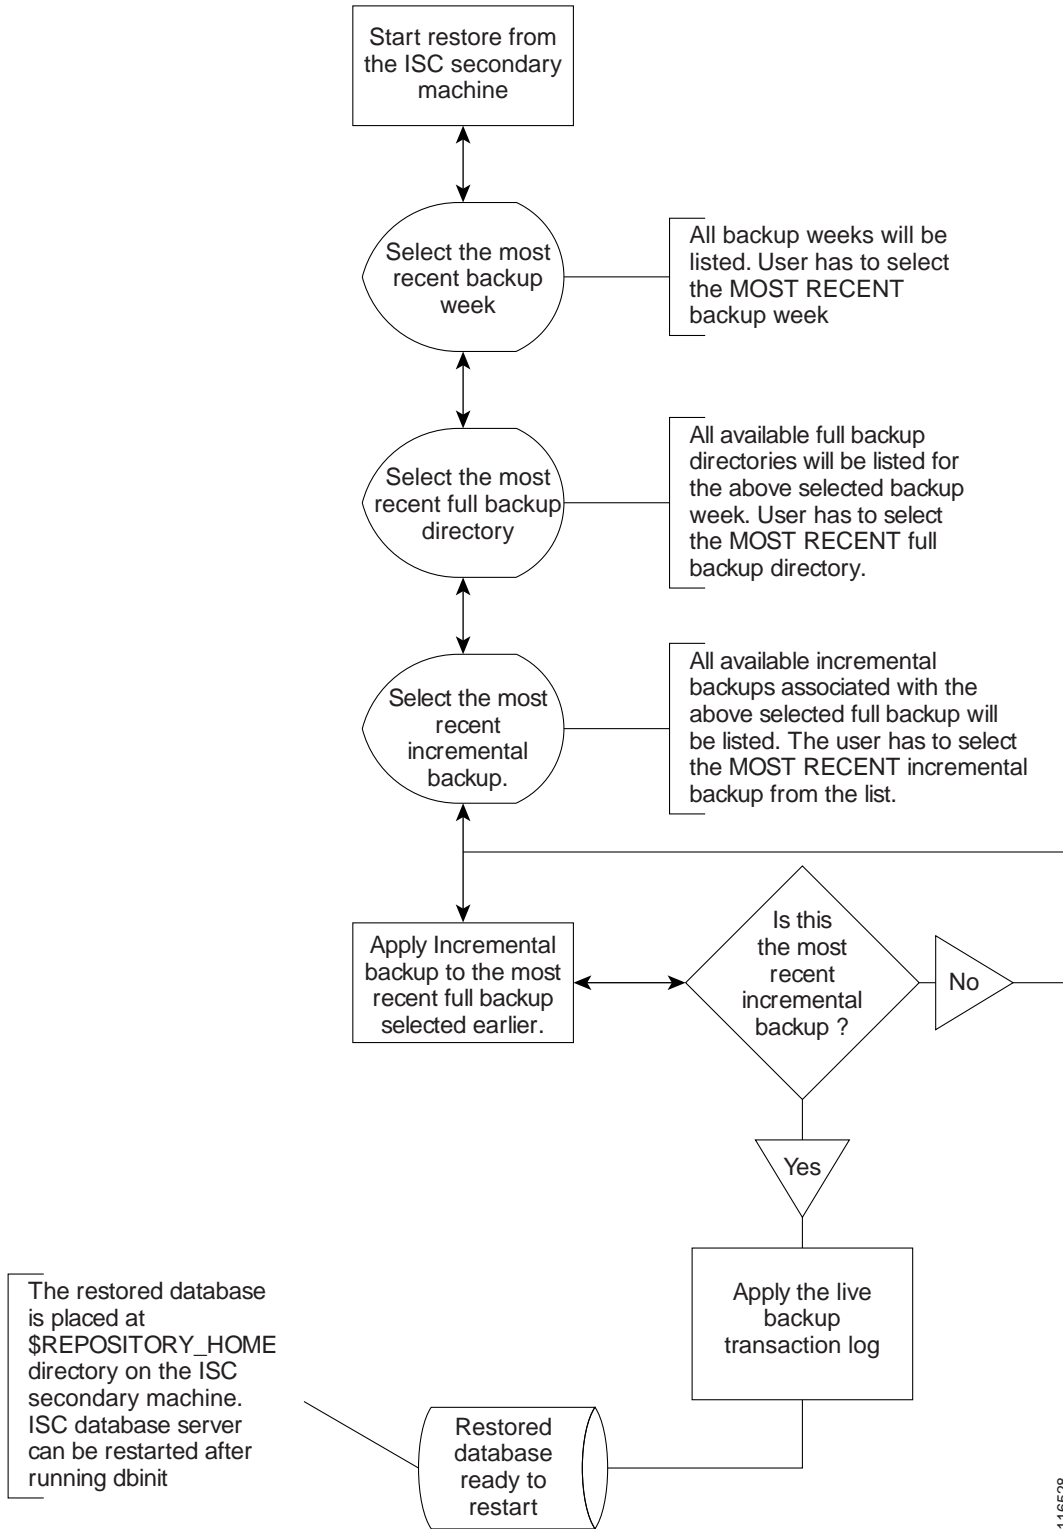 Start restore from
the ISC secondary
machine
Select the most
recent backup
week
All backup weeks will be
listed. User has to select
the MOST RECENT
backup week
Select the most
recent full backup
directory
All available full backup
directories will be listed for
the above selected backup
week. User has to select
the MOST RECENT full
backup directory.
Select the most
recent
incremental
backup.
All available incremental
backups associated with the
above selected full backup will
be listed. The user has to select
the MOST RECENT incremental
backup from the list.
Apply Incremental
backup to the most
recent full backup
selected earlier.
Is this
the most
recent
incremental
backup ?
No
Yes
Apply the live
backup
transaction log
The restored database
is placed at
$REPOSITORY_HOME
directory on the ISC
secondary machine.
ISC database server
can be restarted after
running dbinit
Restored
database
ready to
restart
116528